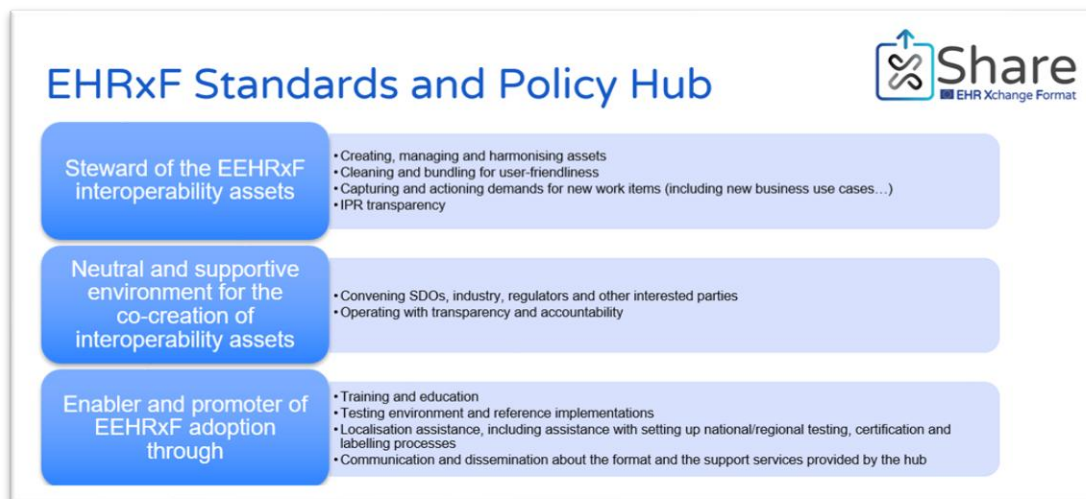 EHRxF Standards and Policy Hub
Share
EHR Xchange Format
Steward of the EEHRxF
interoperability assets
• Creating, managing and harmonising assets
• Cleaning and bundling for user-friendliness
• Capturing and actioning demands for new work items (including new business use cases…)
• IPR transparency
Neutral and supportive
environment for the
co-creation of
interoperability assets
• Convening SDOs, industry, regulators and other interested parties
• Operating with transparency and accountability
Enabler and promoter of
EEHRxF adoption
through
• Training and education
• Testing environment and reference implementations
• Localisation assistance, including assistance with setting up national/regional testing, certification and
labelling processes
• Communication and dissemination about the format and the support services provided by the hub